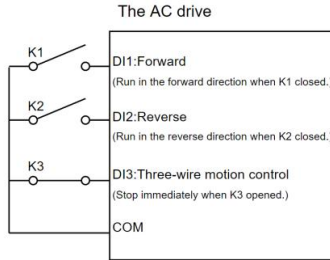 The AC drive
K1
DI1:Forward
(Run in the forward direction when K1 closed.)
K2
DI2:Reverse
(Run in the reverse direction when K2 closed.)
K3
DI3:Three-wire motion control
(Stop immediately when K3 opened.)
COM